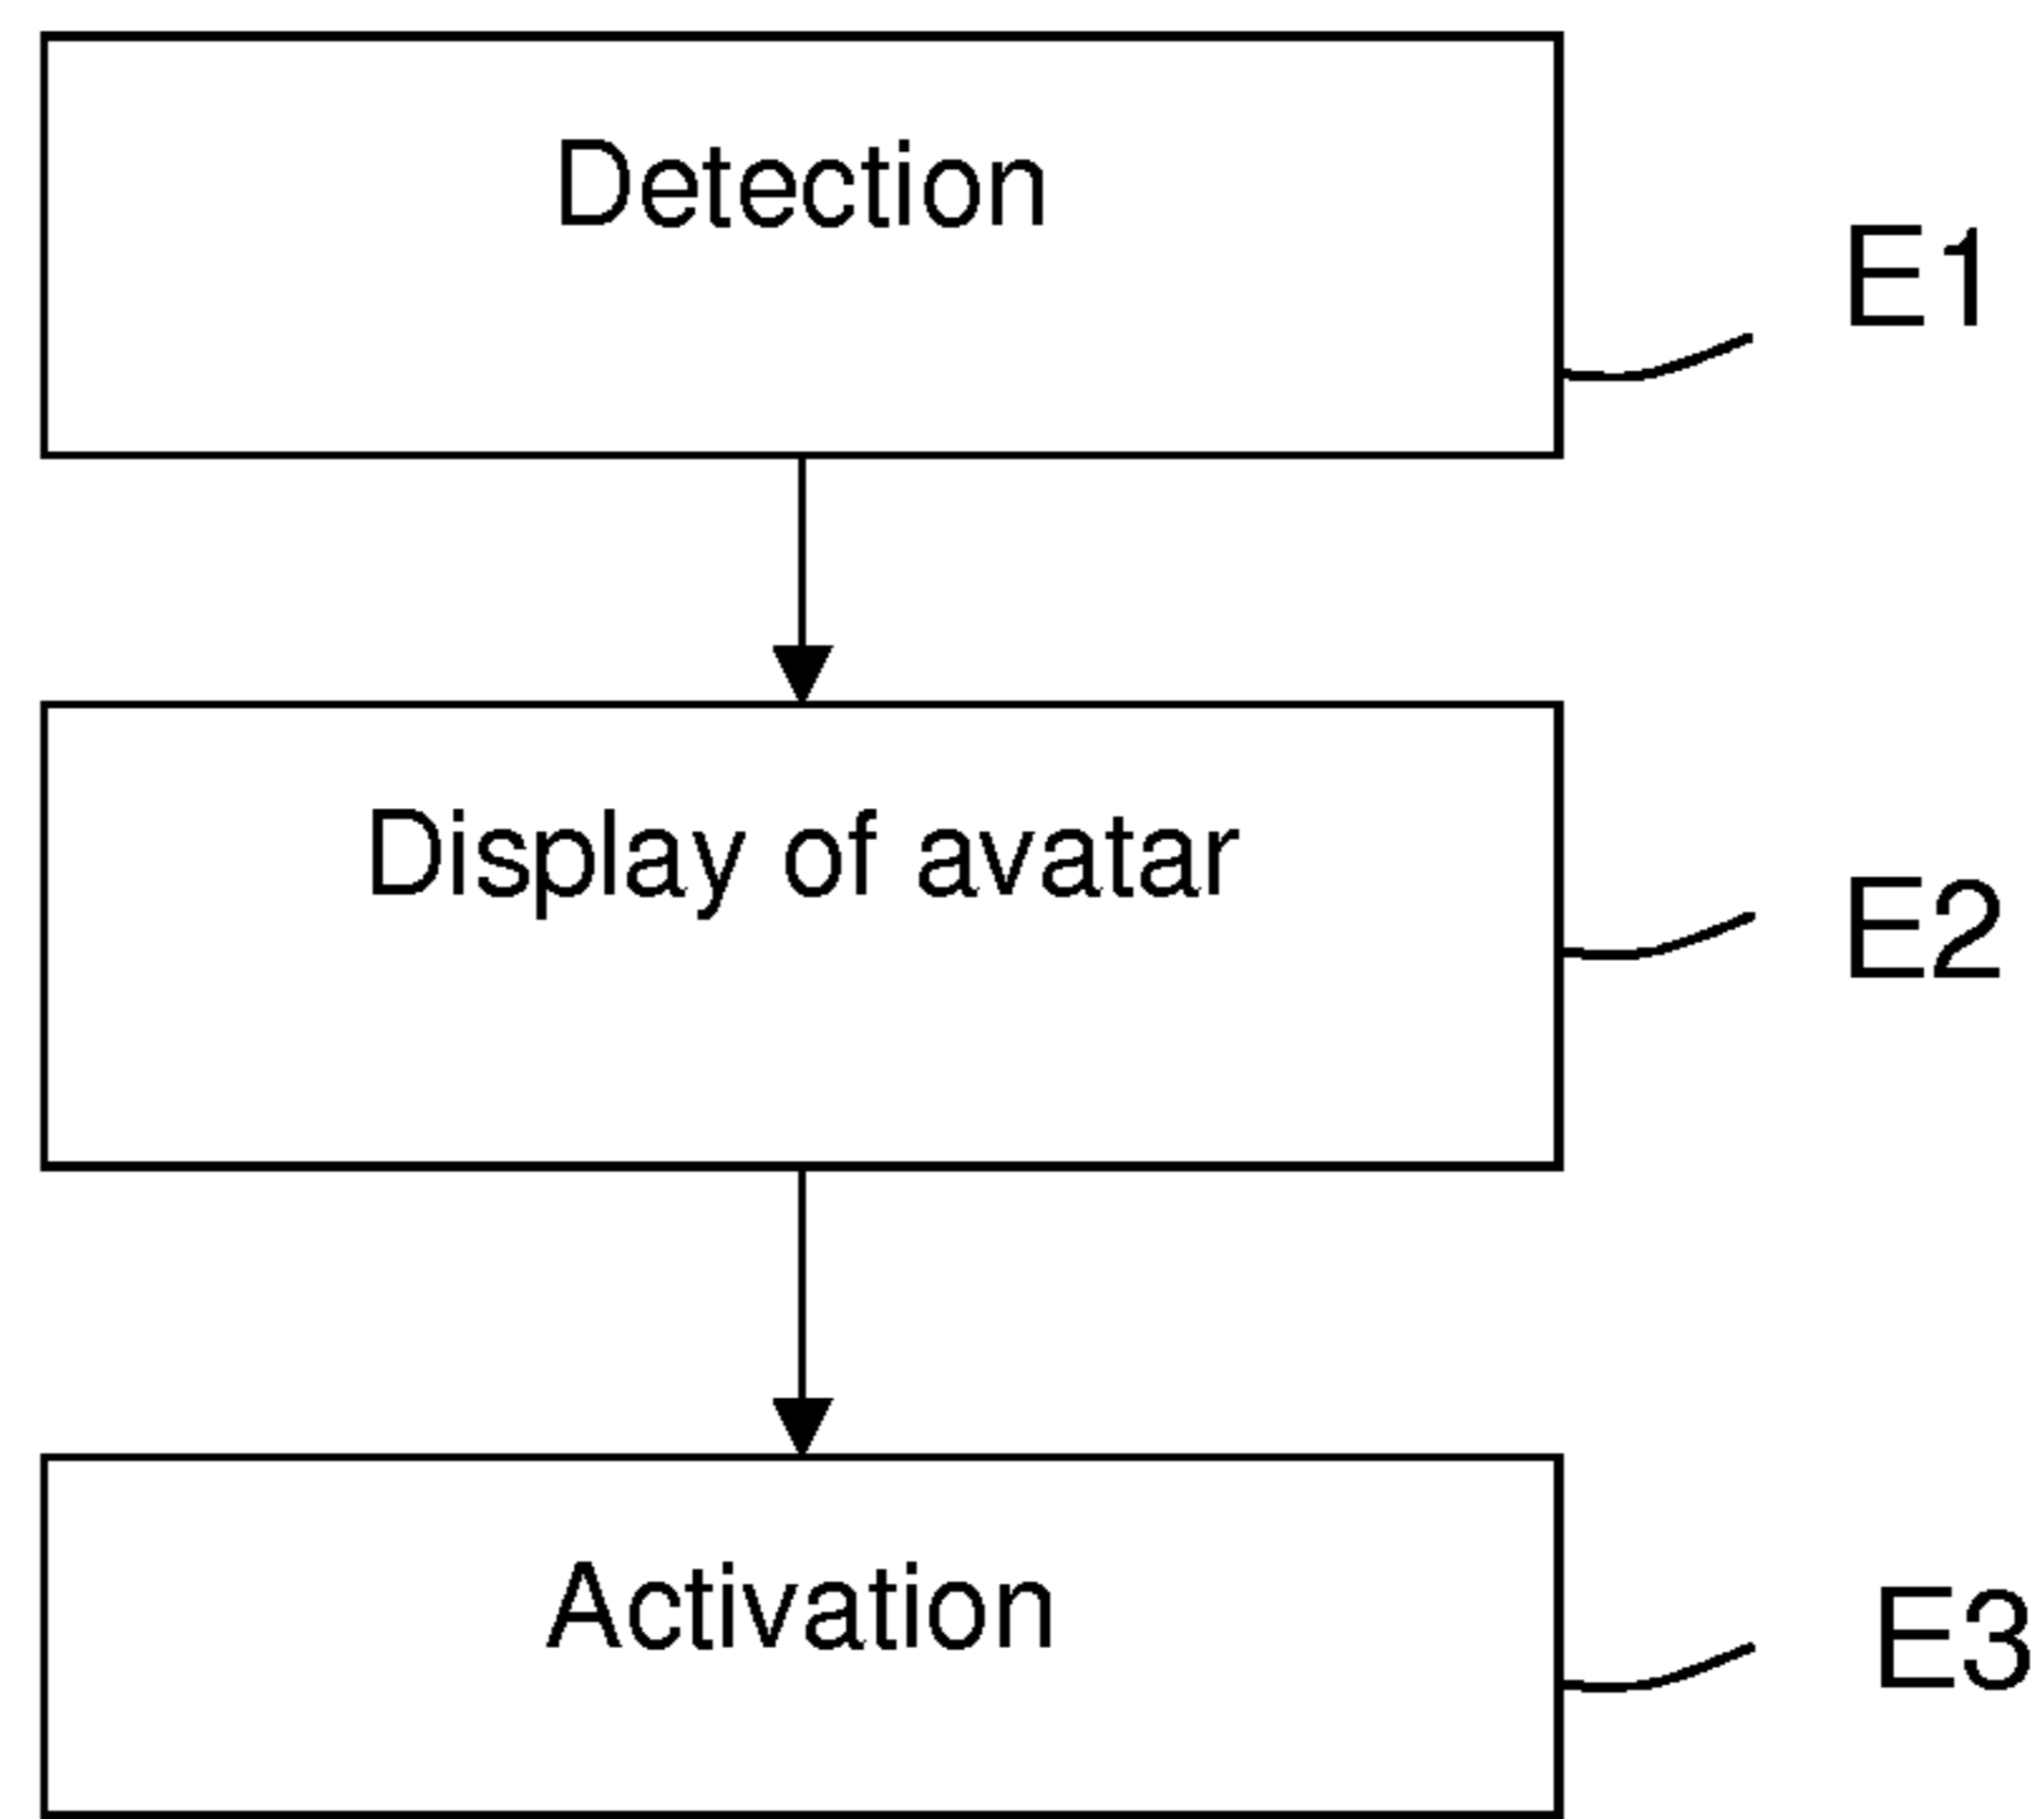 Detection
E1
Display of avatar
E2
Activation
E3